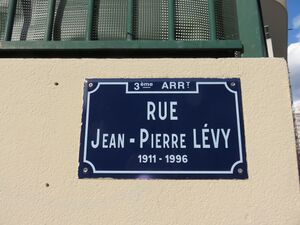 3ème ARRT
RUE
JEAN-PIERRE LÉVY
1911-1996